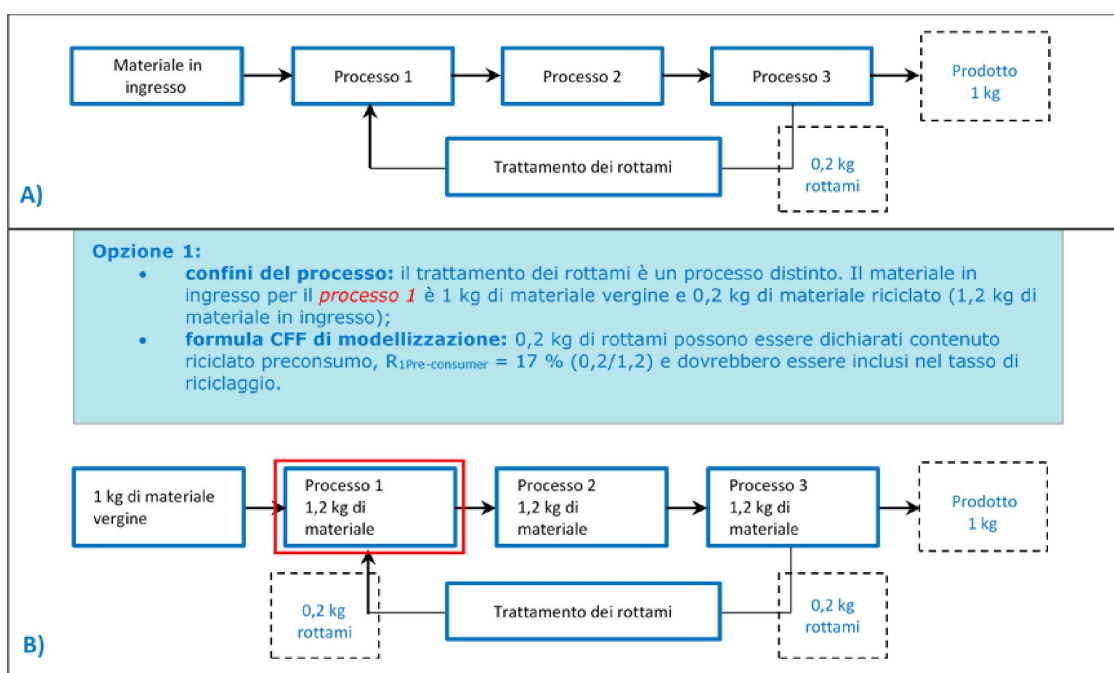 Materiale in
ingresso
Processo 1
Processo 2
Processo 3
Prodotto
1 kg
Trattamento dei rottami
0,2 kg
rottami
A)
Opzione 1:
• confini del processo: il trattamento dei rottami è un processo distinto. Il materiale in
ingresso per il processo 1 è 1 kg di materiale vergine e 0,2 kg di materiale riciclato (1,2 kg di
materiale in ingresso);
• formula CFF di modellizzazione: 0,2 kg di rottami possono essere dichiarati contenuto
riciclato preconsumo, R1Pre-consumer = 17 % (0,2/1,2) e dovrebbero essere inclusi nel tasso di
riciclaggio.
1 kg di materiale
vergine
Processo 1
1,2 kg di
materiale
Processo 2
1,2 kg di
materiale
Processo 3
1,2 kg di
materiale
Prodotto
1 kg
0,2 kg
rottami
Trattamento dei rottami
0,2 kg
rottami
B)